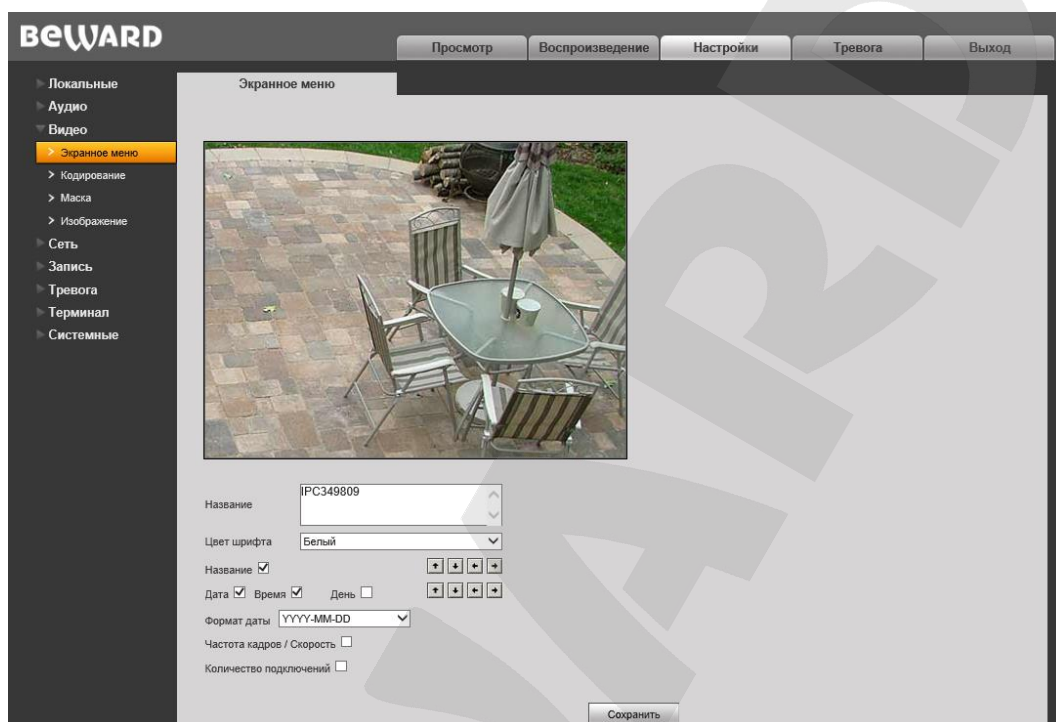 BEWARD
Просмотр Воспроизведение Настройки Тревога Выход
Локальные
Аудио
Видео
Экранное меню
Кодирование
Маска
Изображение
Сеть
Запись
Тревога
Терминал
Системные
Экранное меню
Название IPC349809
Цвет шрифта Белый
Название
Дата Время День
Формат даты YYYY-MM-DD
Частота кадров / Скорость
Количество подключений
Сохранить